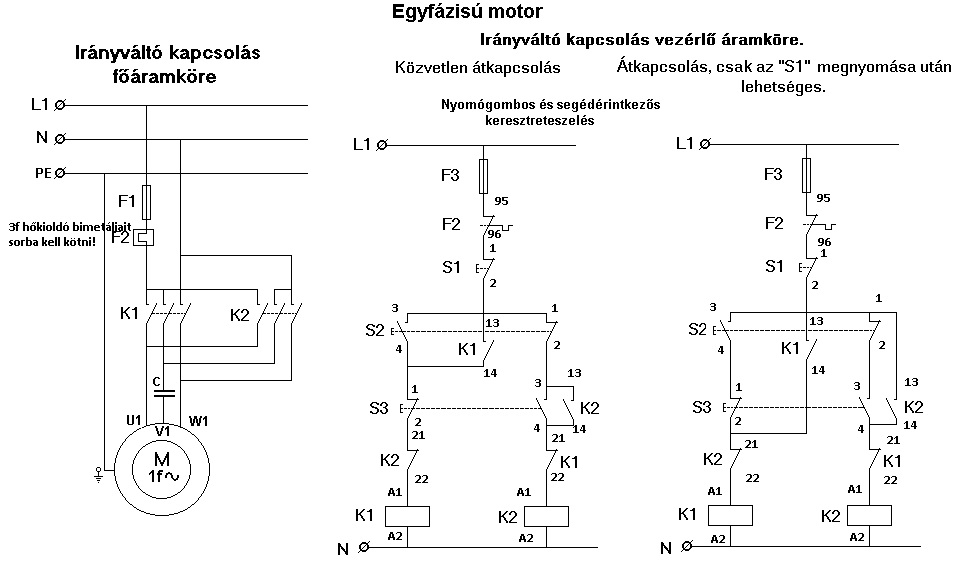 Egyfázisú motor
Irányváltó kapcsolás
főáramköre
L1
N
PE
F1
3f hőkioldó bimetáljait
sorba kell kötni!
F2
K1
K2
C
U1
V1
W1
M
1f
Irányváltó kapcsolás vezérlő áramköre.
Közvetlen átkapcsolás
Nyomógombos és segédérintkezős
keresztreteszelés
L1
F3
95
F2
96
1
S1
2
3
13
1
S2
K1
4
2
14
3
13
1
S3
K2
2
4
14
21
21
K2
K1
22
22
A1
A1
K1
K2
A2
A2
N
Átkapcsolás, csak az "S1" megnyomása után
lehetséges.
L1
F3
95
F2
96
1
S1
2
3
13
1
S2
K1
4
2
14
13
1
3
S3
K2
2
4
14
21
21
K2
K1
22
22
A1
A1
K1
K2
A2
A2
N